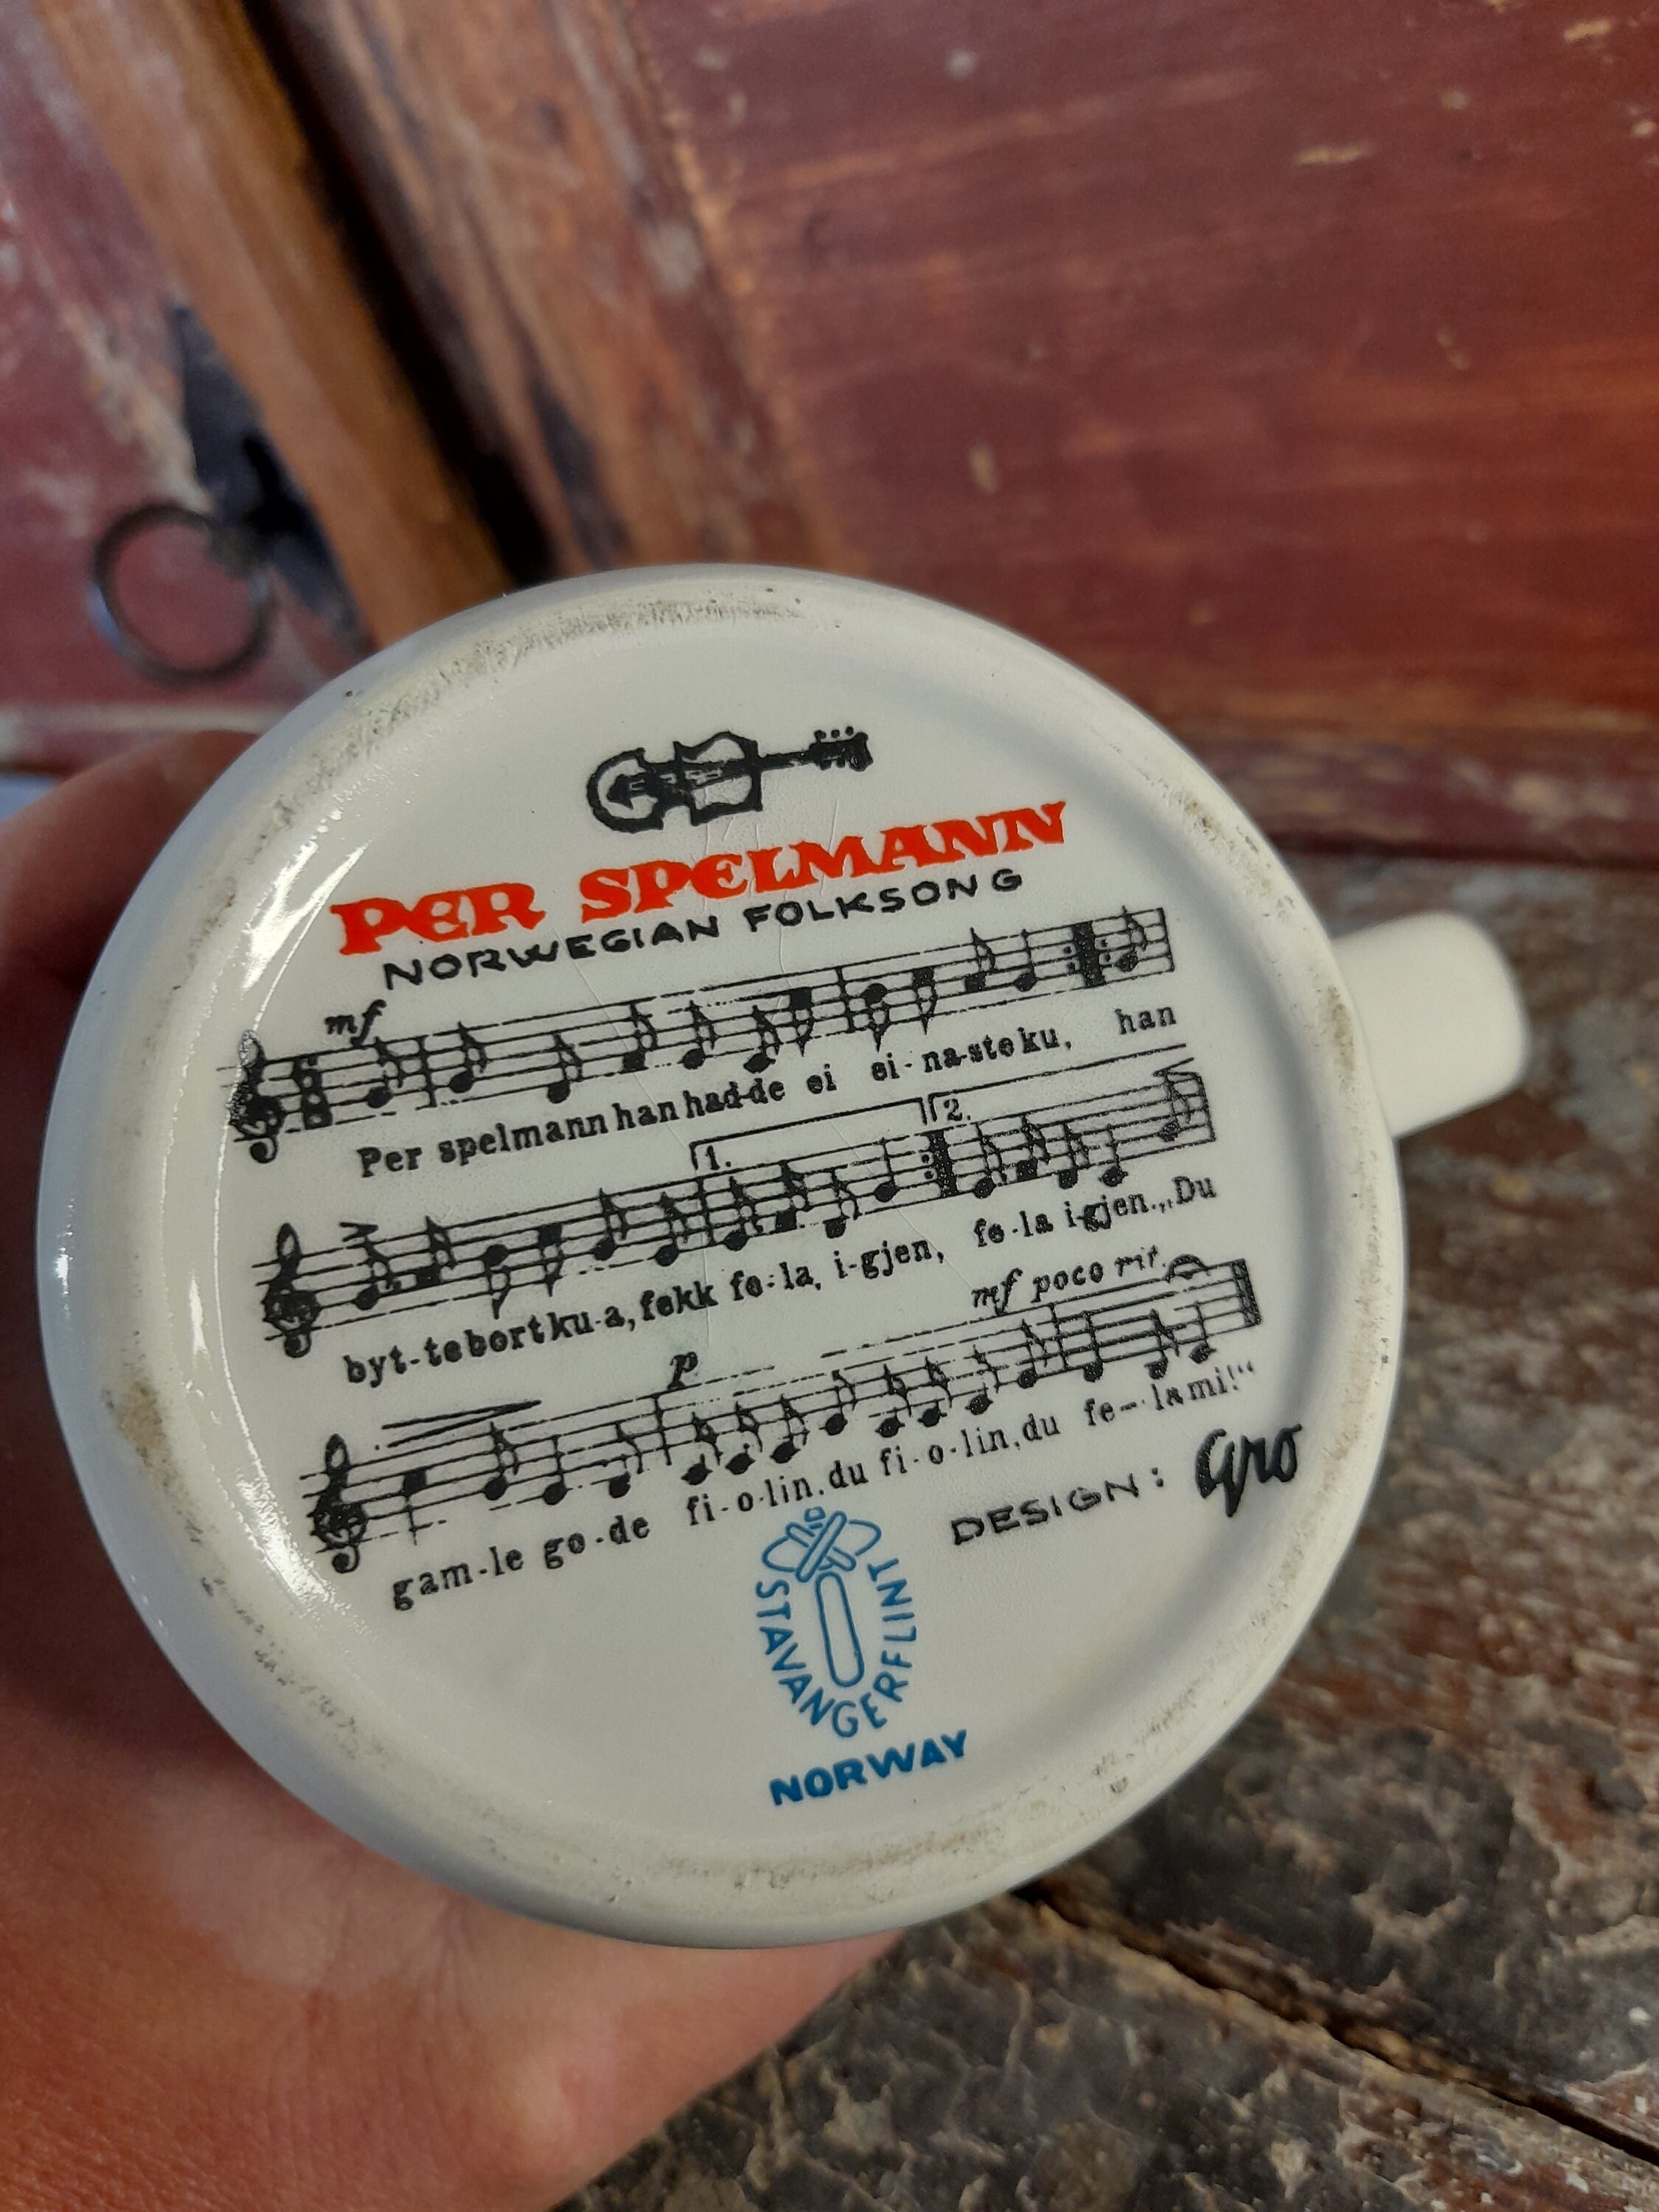 PER SPELMANN
NORWEGIAN FOLKSONG
mf
Per spelmann han had-de ei ei-na-ste ku, han
1. 2.
byt-te bort ku-a, fekk fe-la, i-gjen, fe-la i-gjen. „Du
p mf poco rit.
gam-le go-de fi-o-lin, du fi-o-lin, du fe--la mi!“
DESIGN: Gro
STAVANGERFLINT
NORWAY